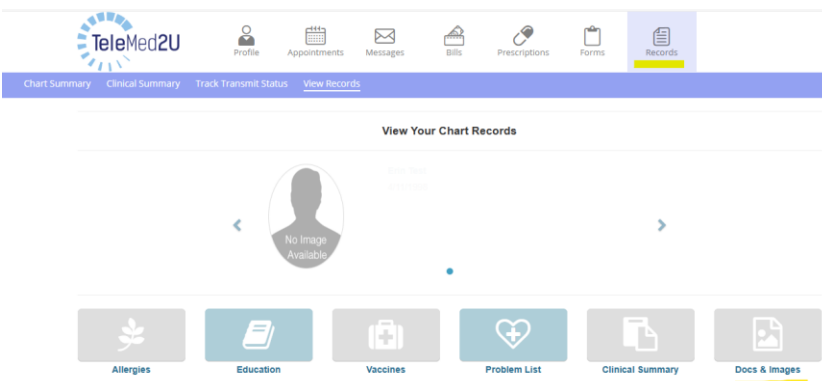 TeleMed2U
Profile Appointments Messages Bills Prescriptions Forms Records
Chart Summary Clinical Summary Track Transmit Status View Records
View Your Chart Records
No Image
Available
Allergies Education Vaccines Problem List Clinical Summary Docs & Images